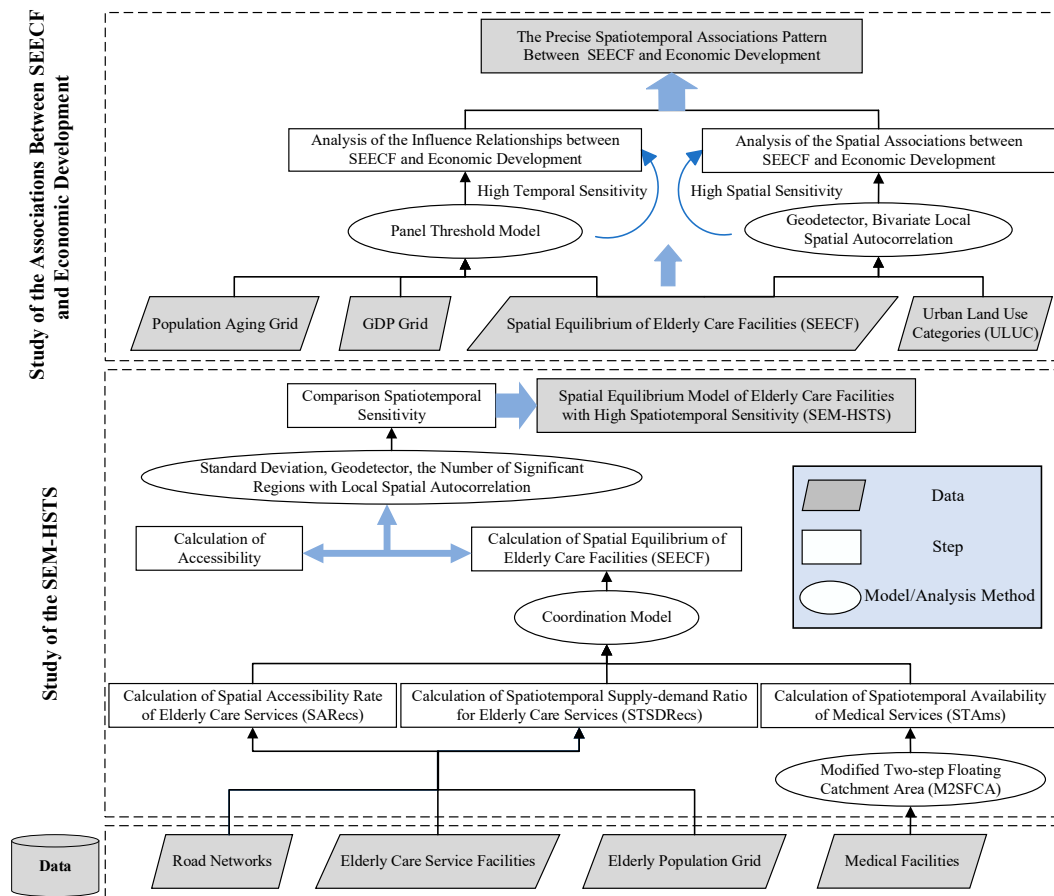 Study of the Associations Between SEECF
and Economic Development
The Precise Spatiotemporal Associations Pattern
Between SEECF and Economic Development
Analysis of the Influence Relationships between
SEECF and Economic Development
Analysis of the Spatial Associations between
SEECF and Economic Development
High Temporal Sensitivity
High Spatial Sensitivity
Panel Threshold Model
Geodetector, Bivariate Local
Spatial Autocorrelation
Population Aging Grid
GDP Grid
Spatial Equilibrium of Elderly Care Facilities (SEECF)
Urban Land Use
Categories (ULUC)
Study of the SEM-HSTS
Comparison Spatiotemporal
Sensitivity
Spatial Equilibrium Model of Elderly Care Facilities
with High Spatiotemporal Sensitivity (SEM-HSTS)
Standard Deviation, Geodetector, the Number of Significant
Regions with Local Spatial Autocorrelation
Calculation of
Accessibility
Calculation of Spatial Equilibrium of
Elderly Care Facilities (SEECF)
Data
Step
Model/Analysis Method
Coordination Model
Calculation of Spatial Accessibility Rate
of Elderly Care Services (SARecs)
Calculation of Spatiotemporal Supply-demand Ratio
for Elderly Care Services (STSDRecs)
Calculation of Spatiotemporal Availability
of Medical Services (STAms)
Modified Two-step Floating
Catchment Area (M2SFCA)
Data
Road Networks
Elderly Care Service Facilities
Elderly Population Grid
Medical Facilities